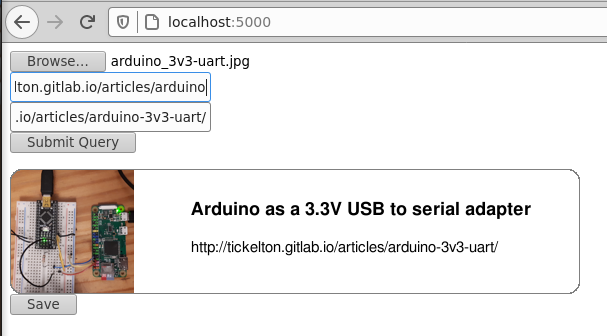 localhost:5000
Browse... arduino_3v3-uart.jpg
lton.gitlab.io/articles/arduino
.io/articles/arduino-3v3-uart/
Submit Query
Arduino as a 3.3V USB to serial adapter
http://tickelton.gitlab.io/articles/arduino-3v3-uart/
Save